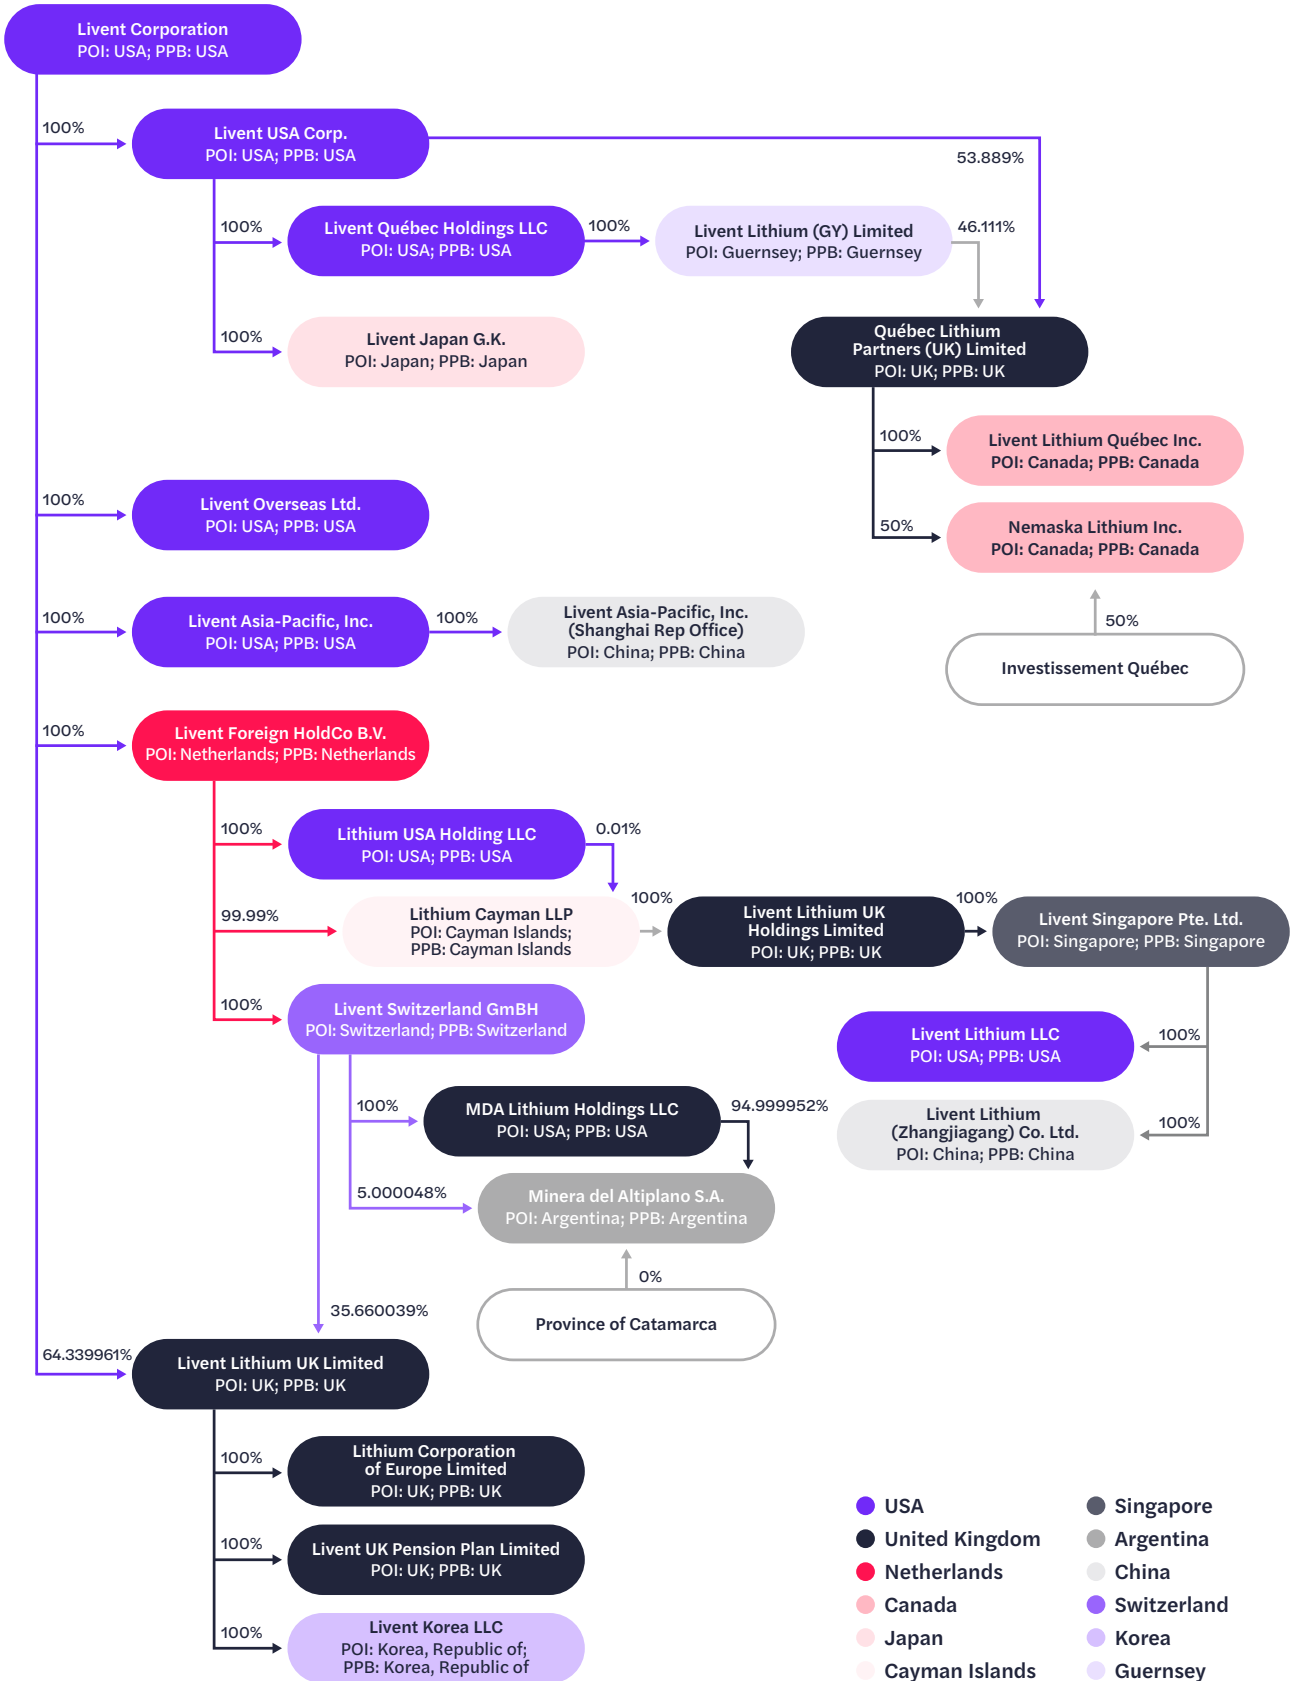 Livent Corporation
POI: USA; PPB: USA
100%
Livent USA Corp.
POI: USA; PPB: USA
53.889%
100%
Livent Québec Holdings LLC
POI: USA; PPB: USA
100%
Livent Lithium (GY) Limited
POI: Guernsey; PPB: Guernsey
46.111%
100%
Livent Japan G.K.
POI: Japan; PPB: Japan
Québec Lithium
Partners (UK) Limited
POI: UK; PPB: UK
100%
Livent Lithium Québec Inc.
POI: Canada; PPB: Canada
50%
Nemaska Lithium Inc.
POI: Canada; PPB: Canada
50%
Investissement Québec
100%
Livent Overseas Ltd.
POI: USA; PPB: USA
100%
Livent Asia-Pacific, Inc.
POI: USA; PPB: USA
100%
Livent Asia-Pacific, Inc.
(Shanghai Rep Office)
POI: China; PPB: China
100%
Livent Foreign HoldCo B.V.
POI: Netherlands; PPB: Netherlands
100%
Lithium USA Holding LLC
POI: USA; PPB: USA
0.01%
99.99%
Lithium Cayman LLP
POI: Cayman Islands;
PPB: Cayman Islands
100%
Livent Lithium UK
Holdings Limited
POI: UK; PPB: UK
100%
Livent Singapore Pte. Ltd.
POI: Singapore; PPB: Singapore
100%
Livent Switzerland GmBH
POI: Switzerland; PPB: Switzerland
Livent Lithium LLC
POI: USA; PPB: USA
100%
Livent Lithium
(Zhangjiagang) Co. Ltd.
POI: China; PPB: China
100%
100%
MDA Lithium Holdings LLC
POI: USA; PPB: USA
94.999952%
5.000048%
Minera del Altiplano S.A.
POI: Argentina; PPB: Argentina
0%
Province of Catamarca
35.660039%
64.339961%
Livent Lithium UK Limited
POI: UK; PPB: UK
100%
Lithium Corporation
of Europe Limited
POI: UK; PPB: UK
100%
Livent UK Pension Plan Limited
POI: UK; PPB: UK
100%
Livent Korea LLC
POI: Korea, Republic of;
PPB: Korea, Republic of
USA
United Kingdom
Netherlands
Canada
Japan
Cayman Islands
Singapore
Argentina
China
Switzerland
Korea
Guernsey